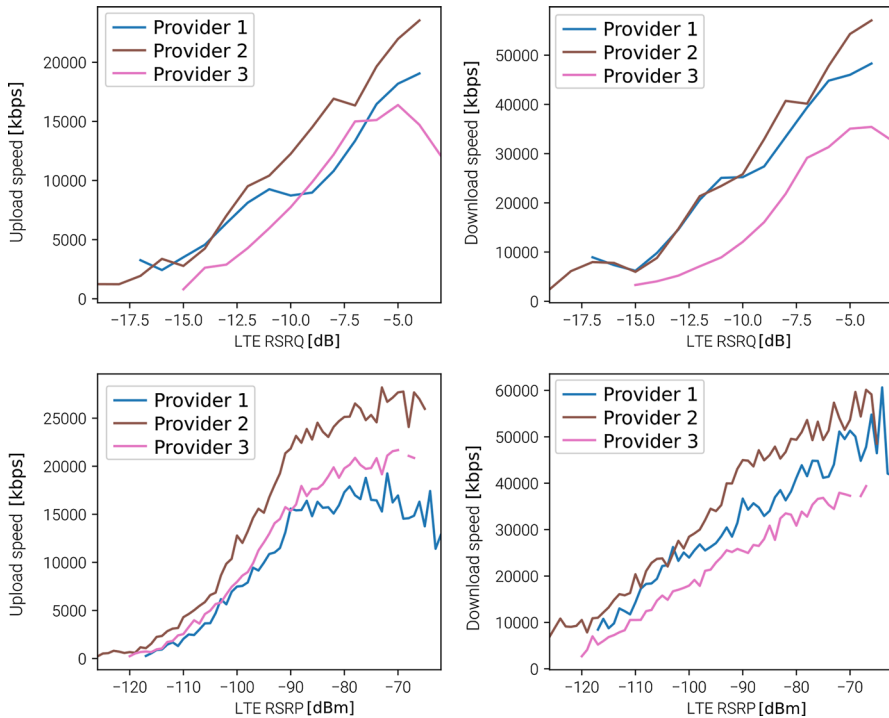 Provider 1
Provider 2
Provider 3
Upload speed [kbps]
20000
15000
10000
5000
0
−17.5 −15.0 −12.5 −10.0 −7.5 −5.0
LTE RSRQ [dB]
Provider 1
Provider 2
Provider 3
Download speed [kbps]
50000
40000
30000
20000
10000
0
−17.5 −15.0 −12.5 −10.0 −7.5 −5.0
LTE RSRQ [dB]
Provider 1
Provider 2
Provider 3
Upload speed [kbps]
25000
20000
15000
10000
5000
0
−120 −110 −100 −90 −80 −70
LTE RSRP [dBm]
Provider 1
Provider 2
Provider 3
Download speed [kbps]
60000
50000
40000
30000
20000
10000
0
−120 −110 −100 −90 −80 −70
LTE RSRP [dBm]